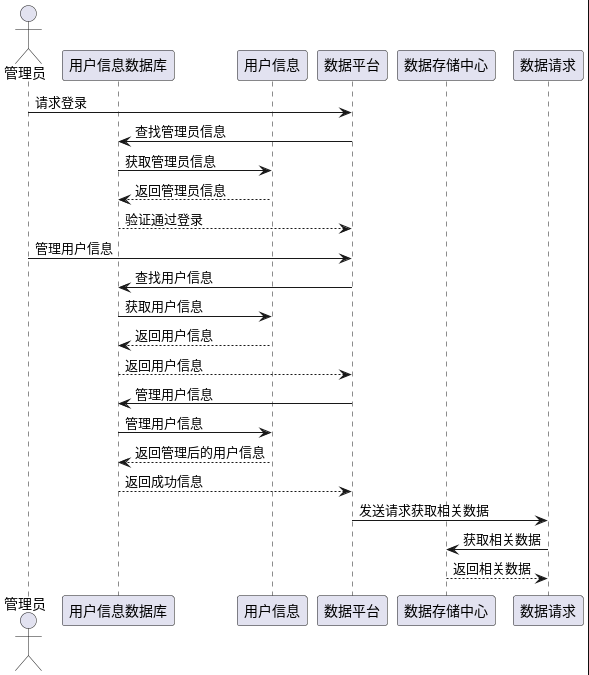 管理员
用户信息数据库
用户信息
数据平台
数据存储中心
数据请求
请求登录
查找管理员信息
获取管理员信息
返回管理员信息
验证通过登录
管理用户信息
查找用户信息
获取用户信息
返回用户信息
返回用户信息
管理用户信息
管理用户信息
返回管理后的用户信息
返回成功信息
发送请求获取相关数据
获取相关数据
返回相关数据
管理员
用户信息数据库
用户信息
数据平台
数据存储中心
数据请求